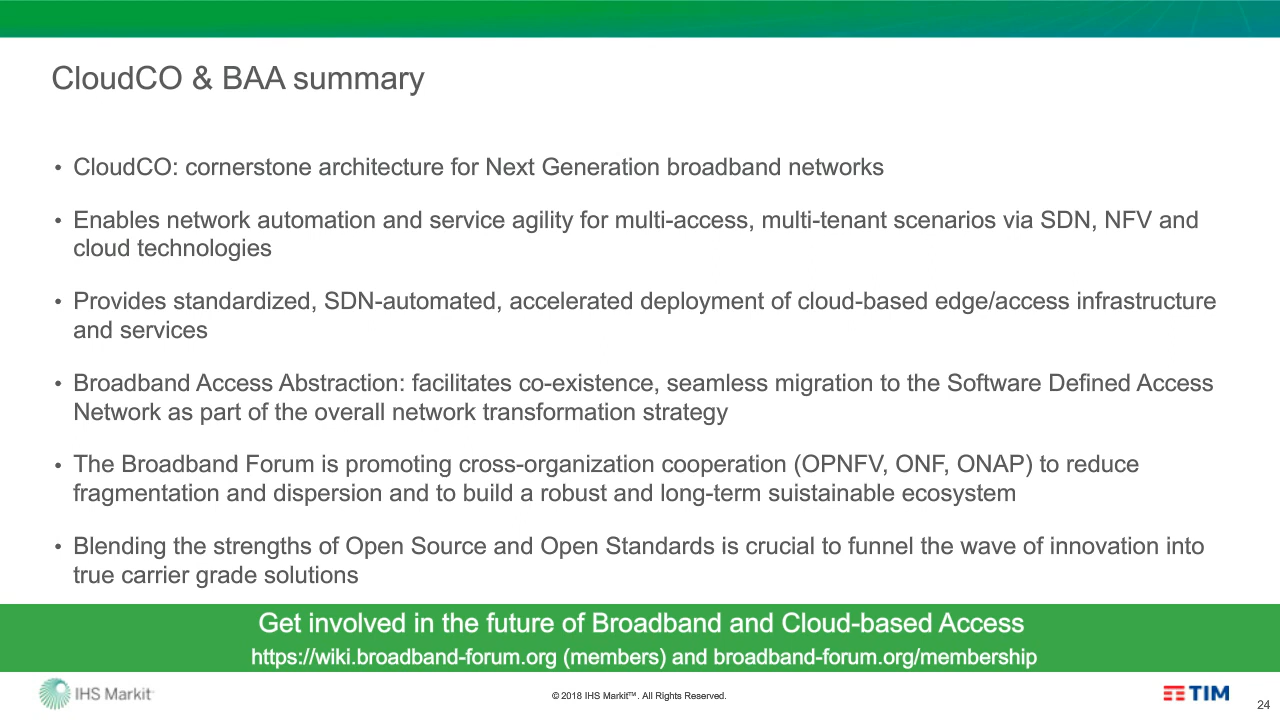 CloudCO & BAA summary
• CloudCO: cornerstone architecture for Next Generation broadband networks
• Enables network automation and service agility for multi-access, multi-tenant scenarios via SDN, NFV and
cloud technologies
• Provides standardized, SDN-automated, accelerated deployment of cloud-based edge/access infrastructure
and services
• Broadband Access Abstraction: facilitates co-existence, seamless migration to the Software Defined Access
Network as part of the overall network transformation strategy
• The Broadband Forum is promoting cross-organization cooperation (OPNFV, ONF, ONAP) to reduce
fragmentation and dispersion and to build a robust and long-term suistainable ecosystem
• Blending the strengths of Open Source and Open Standards is crucial to funnel the wave of innovation into
true carrier grade solutions
Get involved in the future of Broadband and Cloud-based Access
https://wiki.broadband-forum.org (members) and broadband-forum.org/membership
IHS Markit™
© 2018 IHS Markit™. All Rights Reserved.
TIM
24